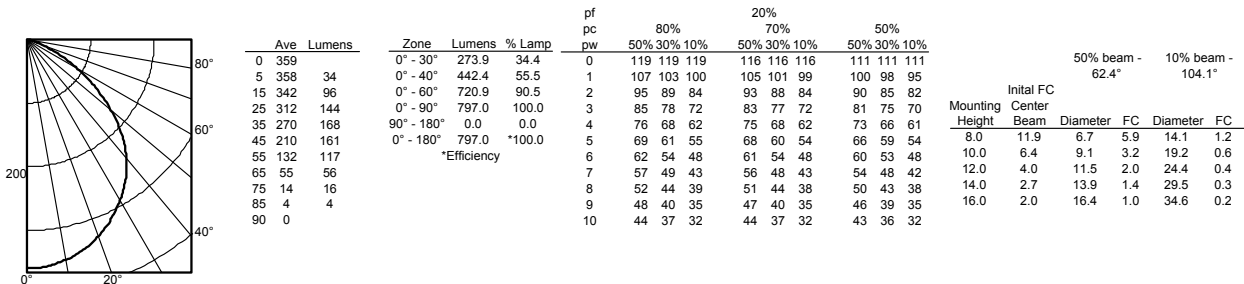 80°
60°
200
40°
0° 20°
Ave Lumens
0 359
5 358 34
15 342 96
25 312 144
35 270 168
45 210 161
55 132 117
65 55 56
75 14 16
85 4 4
90 0
Zone Lumens % Lamp
0° - 30° 273.9 34.4
0° - 40° 442.4 55.5
0° - 60° 720.9 90.5
0° - 90° 797.0 100.0
90° - 180° 0.0 0.0
0° - 180° 797.0 *100.0
*Efficiency
pf 20%
pc 80% 70% 50%
pw 50% 30% 10% 50% 30% 10% 50% 30% 10%
0 119 119 119 116 116 116 111 111 111
1 107 103 100 105 101 99 100 98 95
2 95 89 84 93 88 84 90 85 82
3 85 78 72 83 77 72 81 75 70
4 76 68 62 75 68 62 73 66 61
5 69 61 55 68 60 54 66 59 54
6 62 54 48 61 54 48 60 53 48
7 57 49 43 56 48 43 54 48 42
8 52 44 39 51 44 38 50 43 38
9 48 40 35 47 40 35 46 39 35
10 44 37 32 44 37 32 43 36 32
50% beam - 10% beam -
62.4° 104.1°
Inital FC
Mounting Center
Height Beam Diameter FC Diameter FC
8.0 11.9 6.7 5.9 14.1 1.2
10.0 6.4 9.1 3.2 19.2 0.6
12.0 4.0 11.5 2.0 24.4 0.4
14.0 2.7 13.9 1.4 29.5 0.3
16.0 2.0 16.4 1.0 34.6 0.2